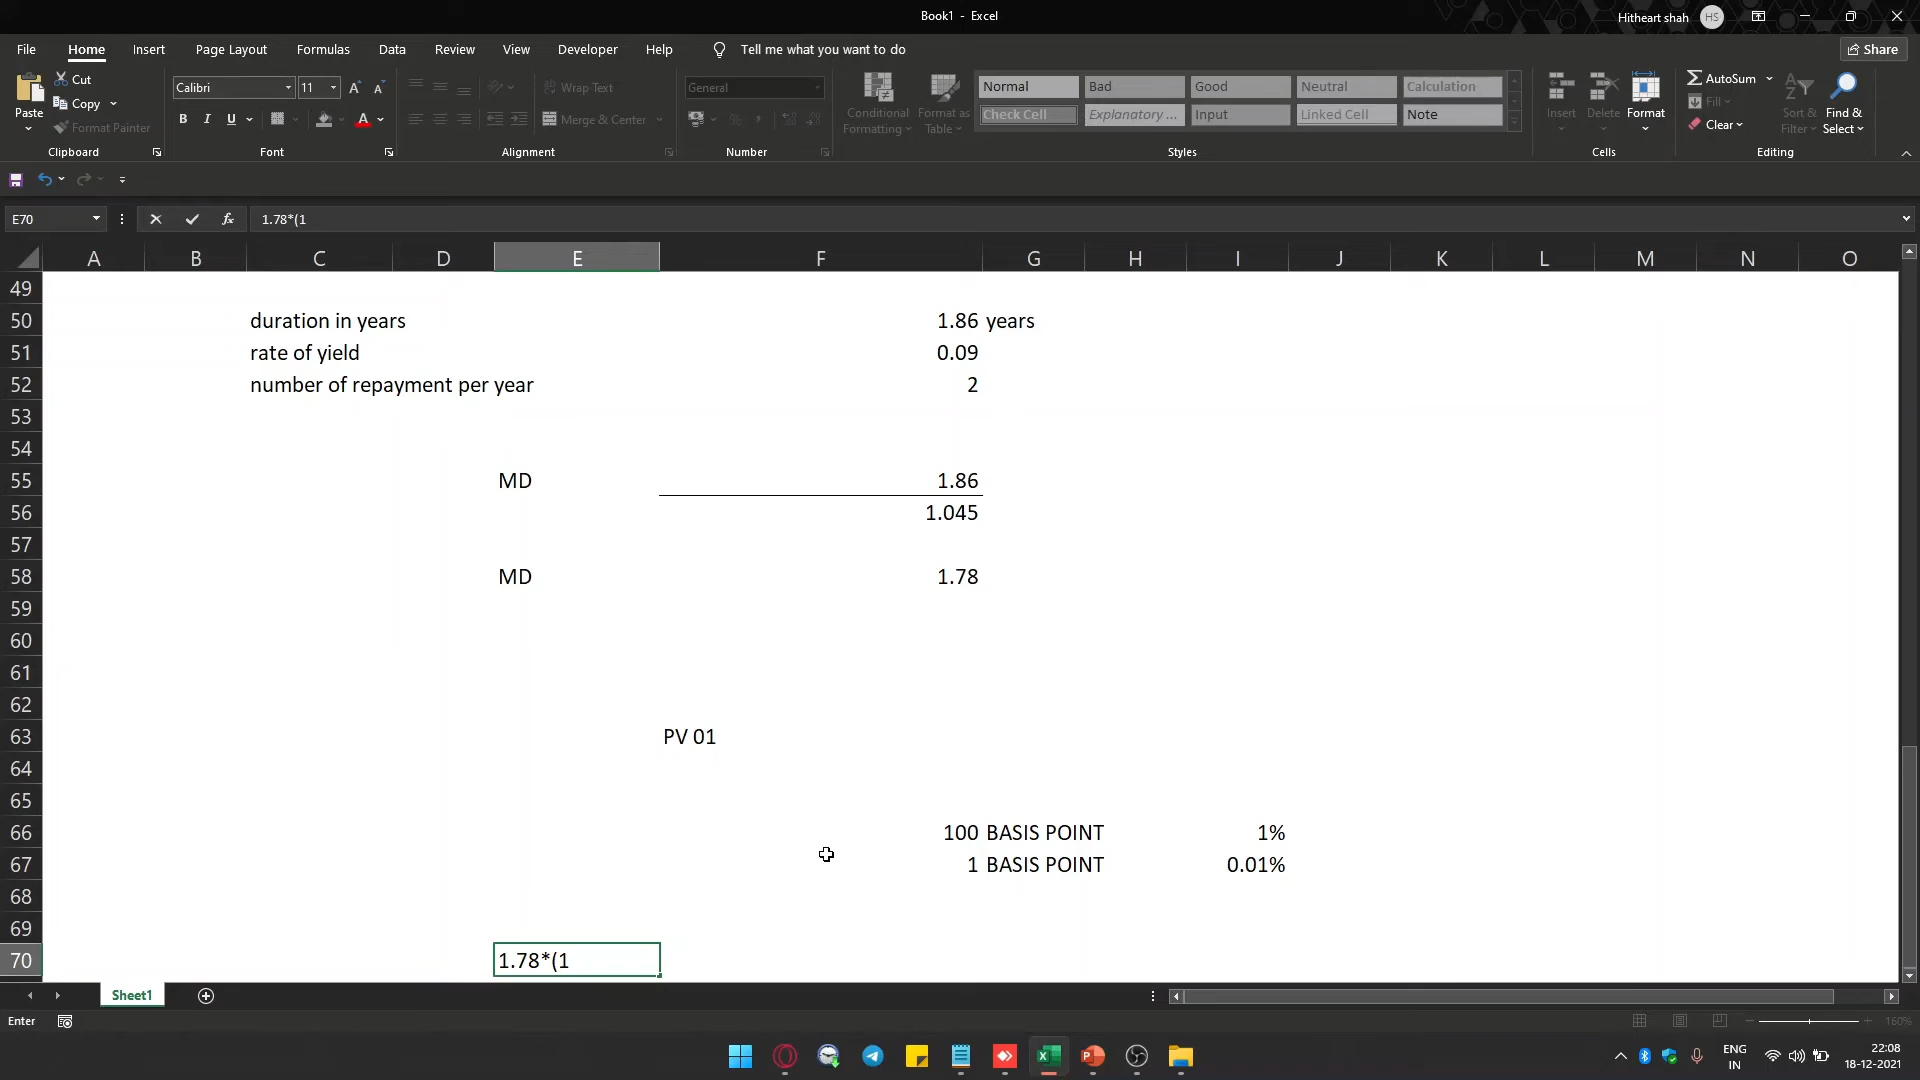 Book1 - Excel
Hitheart shah HS
File Home Insert Page Layout Formulas Data Review View Developer Help Tell me what you want to do Share
Paste
Cut
Copy
Format Painter
Clipboard
Calibri 11 A A
B I U A
Font
Wrap Text
Merge & Center
Alignment
General
%
Number
Conditional
Formatting
Format as
Table
Normal Bad Good Neutral Calculation
Check Cell Explanatory ... Input Linked Cell Note
Styles
Insert Delete Format
Cells
AutoSum
Fill
Clear
Sort &
Filter
Find &
Select
Editing
E70 fx 1.78*(1
A B C D E F G H I J K L M N O
49
50 duration in years 1.86 years
51 rate of yield 0.09
52 number of repayment per year 2
53
54
55 MD 1.86
56 1.045
57
58 MD 1.78
59
60
61
62
63 PV 01
64
65
66 100 BASIS POINT 1%
67 1 BASIS POINT 0.01%
68
69
70 1.78*(1
Sheet1
Enter 160%
ENG
IN
22:08
18-12-2021